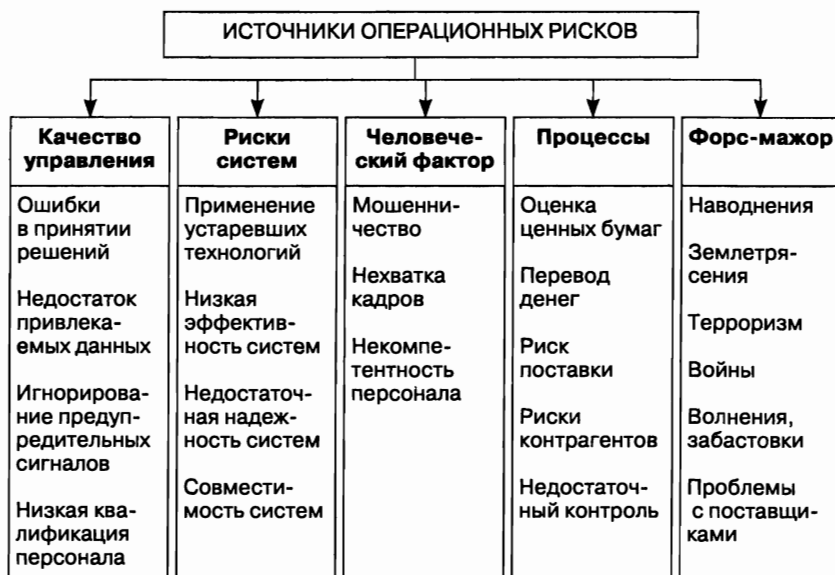 ИСТОЧНИКИ ОПЕРАЦИОННЫХ РИСКОВ
Качество
управления
Ошибки
в принятии
решений
Недостаток
привлека-
емых данных
Игнорирова-
ние предуп-
редительных
сигналов
Низкая ква-
лификация
персонала
Риски
систем
Применение
устаревших
технологий
Низкая
эффектив-
ность систем
Недостаточ-
ная надеж-
ность систем
Совмести-
мость систем
Человече-
ский фактор
Мошенни-
чество
Нехватка
кадров
Некомпе-
тентность
персонала
Процессы
Оценка
ценных бумаг
Перевод
денег
Риск
поставки
Риски
контрагентов
Недостаточ-
ный контроль
Форс-мажор
Наводнения
Землетря-
сения
Терроризм
Войны
Волнения,
забастовки
Проблемы
с поставщи-
ками